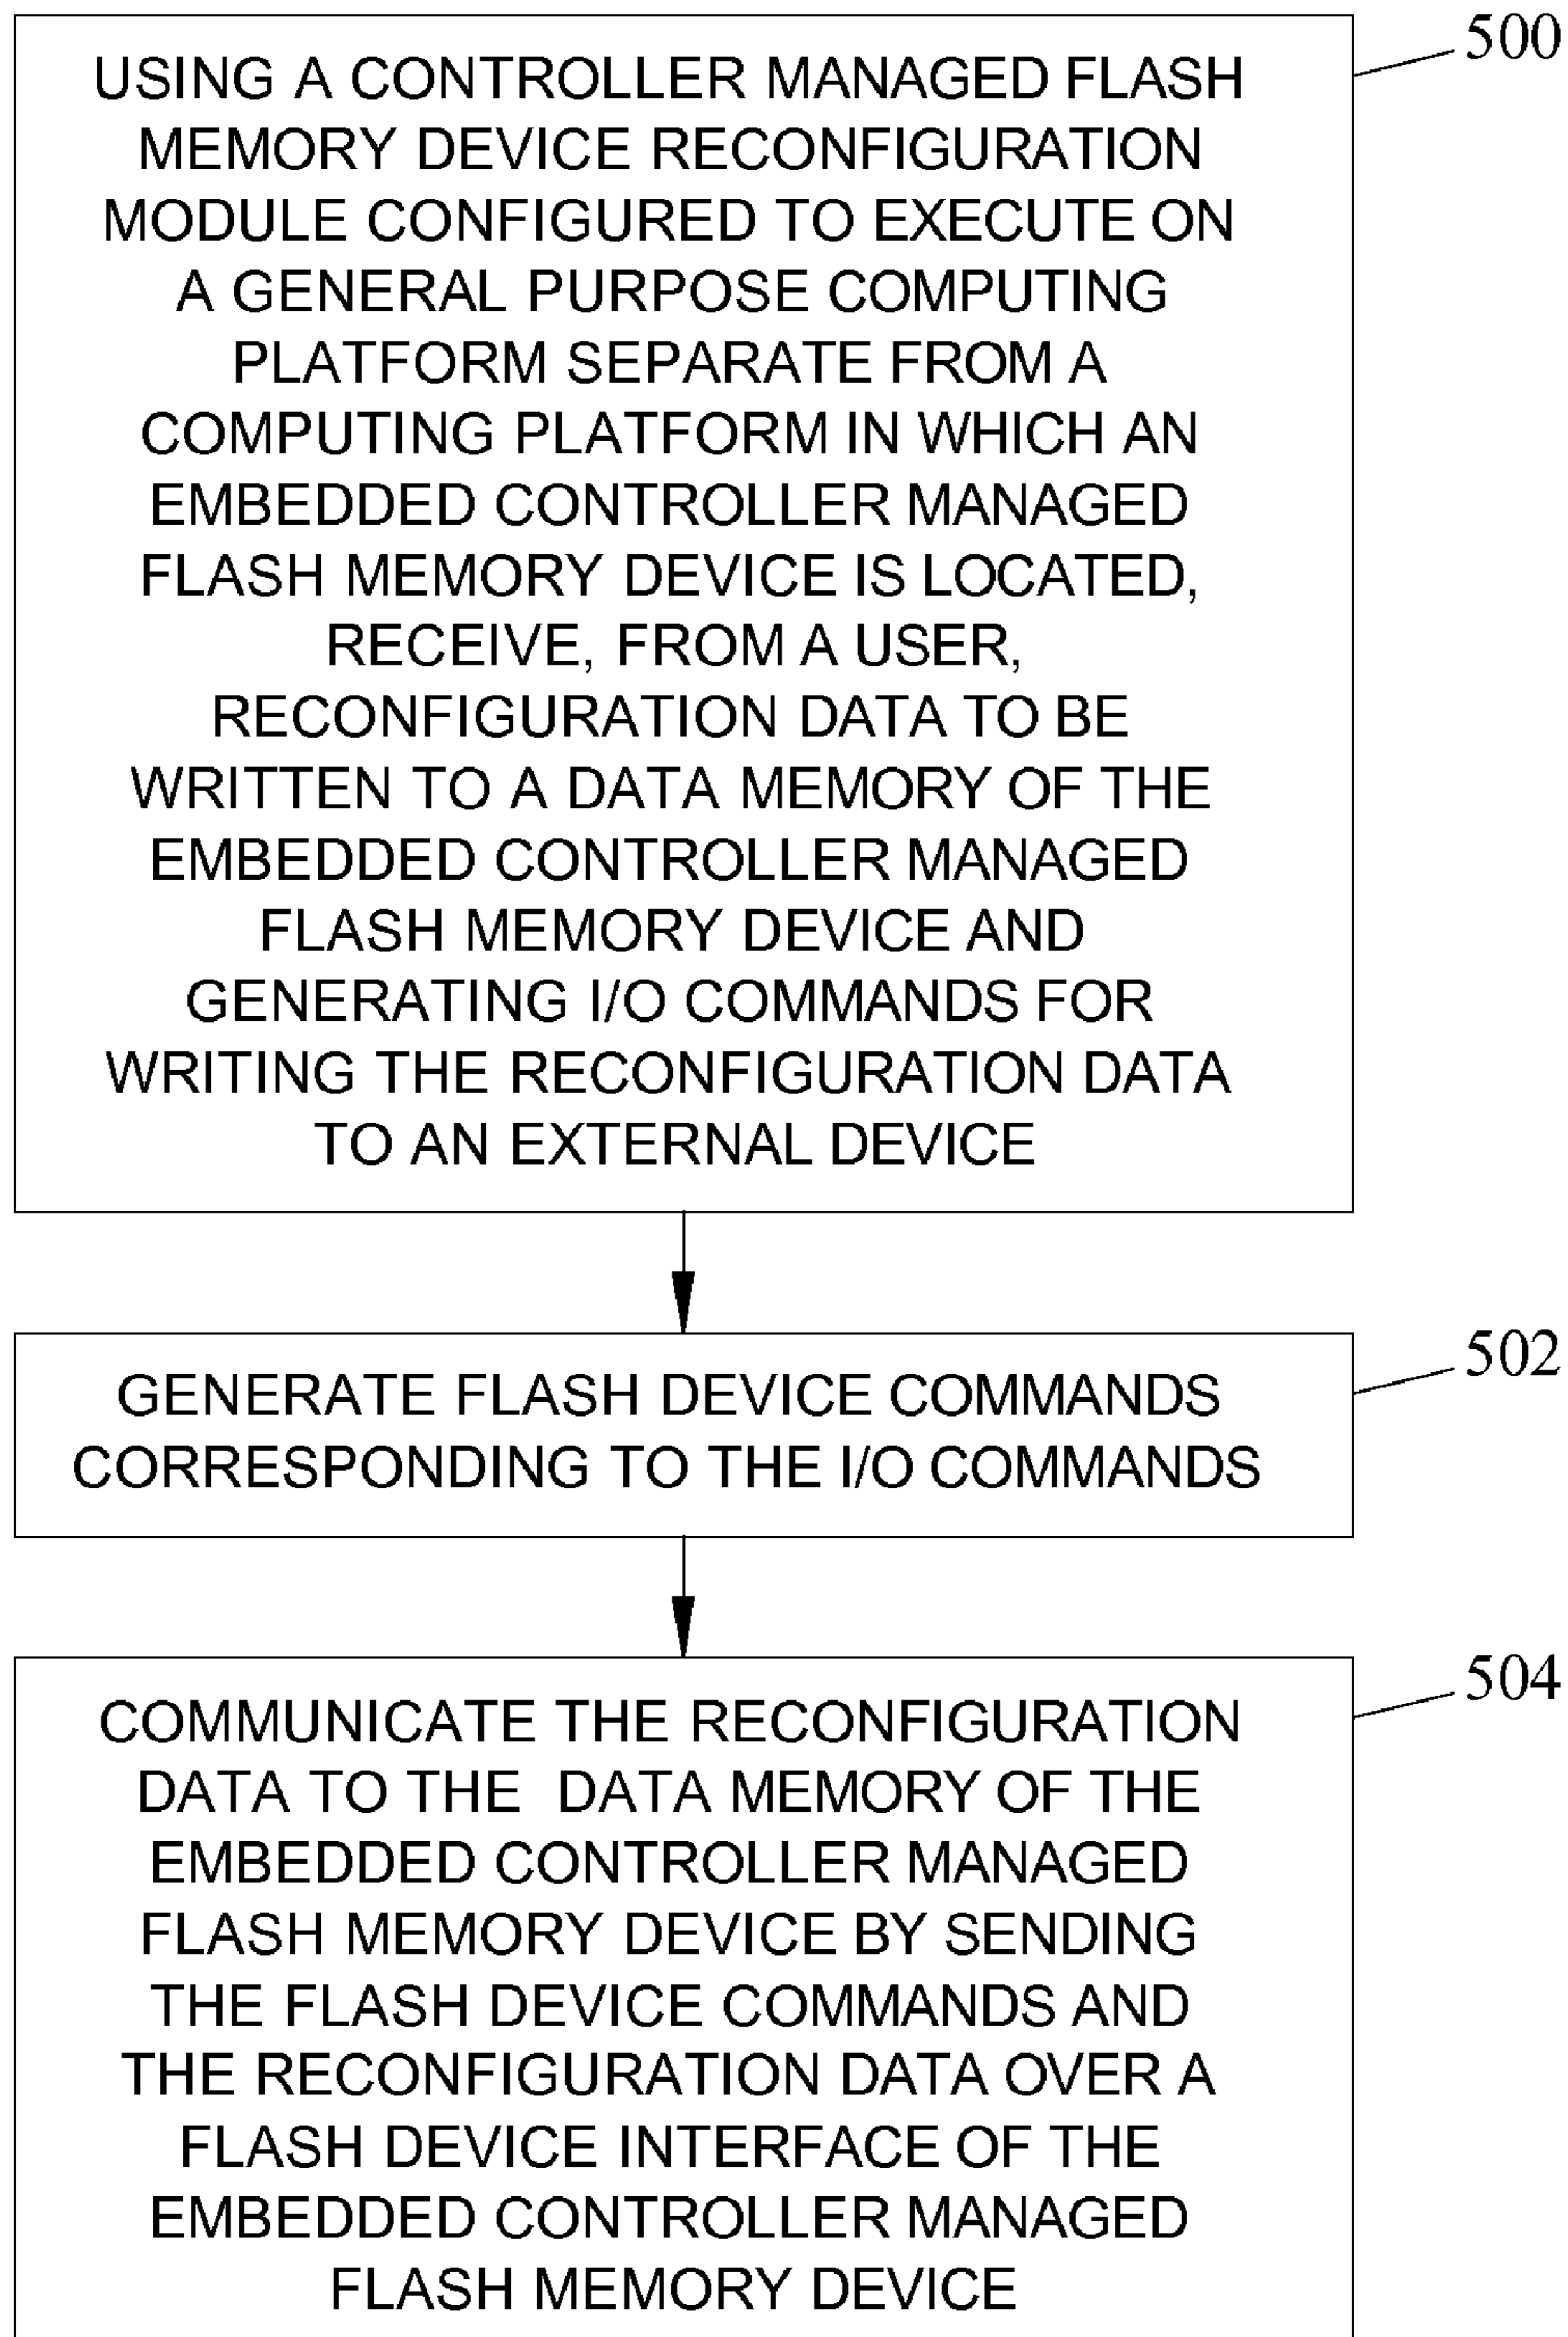 500
USING A CONTROLLER MANAGED FLASH
MEMORY DEVICE RECONFIGURATION
MODULE CONFIGURED TO EXECUTE ON
A GENERAL PURPOSE COMPUTING
PLATFORM SEPARATE FROM A
COMPUTING PLATFORM IN WHICH AN
EMBEDDED CONTROLLER MANAGED
FLASH MEMORY DEVICE IS LOCATED,
RECEIVE, FROM A USER,
RECONFIGURATION DATA TO BE
WRITTEN TO A DATA MEMORY OF THE
EMBEDDED CONTROLLER MANAGED
FLASH MEMORY DEVICE AND
GENERATING I/O COMMANDS FOR
WRITING THE RECONFIGURATION DATA
TO AN EXTERNAL DEVICE
502
GENERATE FLASH DEVICE COMMANDS
CORRESPONDING TO THE I/O COMMANDS
504
COMMUNICATE THE RECONFIGURATION
DATA TO THE DATA MEMORY OF THE
EMBEDDED CONTROLLER MANAGED
FLASH MEMORY DEVICE BY SENDING
THE FLASH DEVICE COMMANDS AND
THE RECONFIGURATION DATA OVER A
FLASH DEVICE INTERFACE OF THE
EMBEDDED CONTROLLER MANAGED
FLASH MEMORY DEVICE